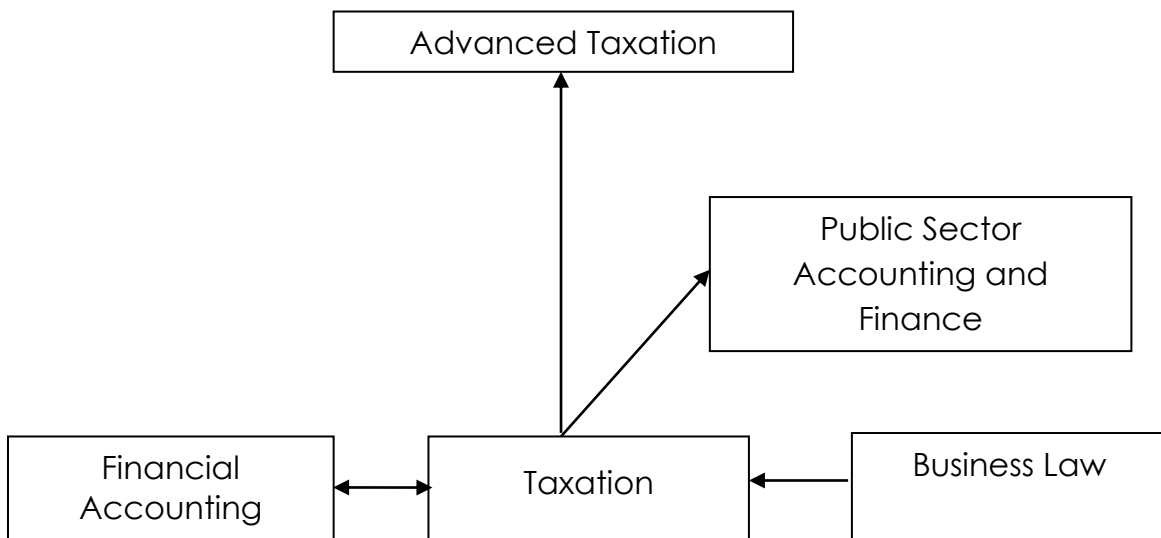 Advanced Taxation
Public Sector
Accounting and
Finance
Financial
Accounting
Taxation
Business Law